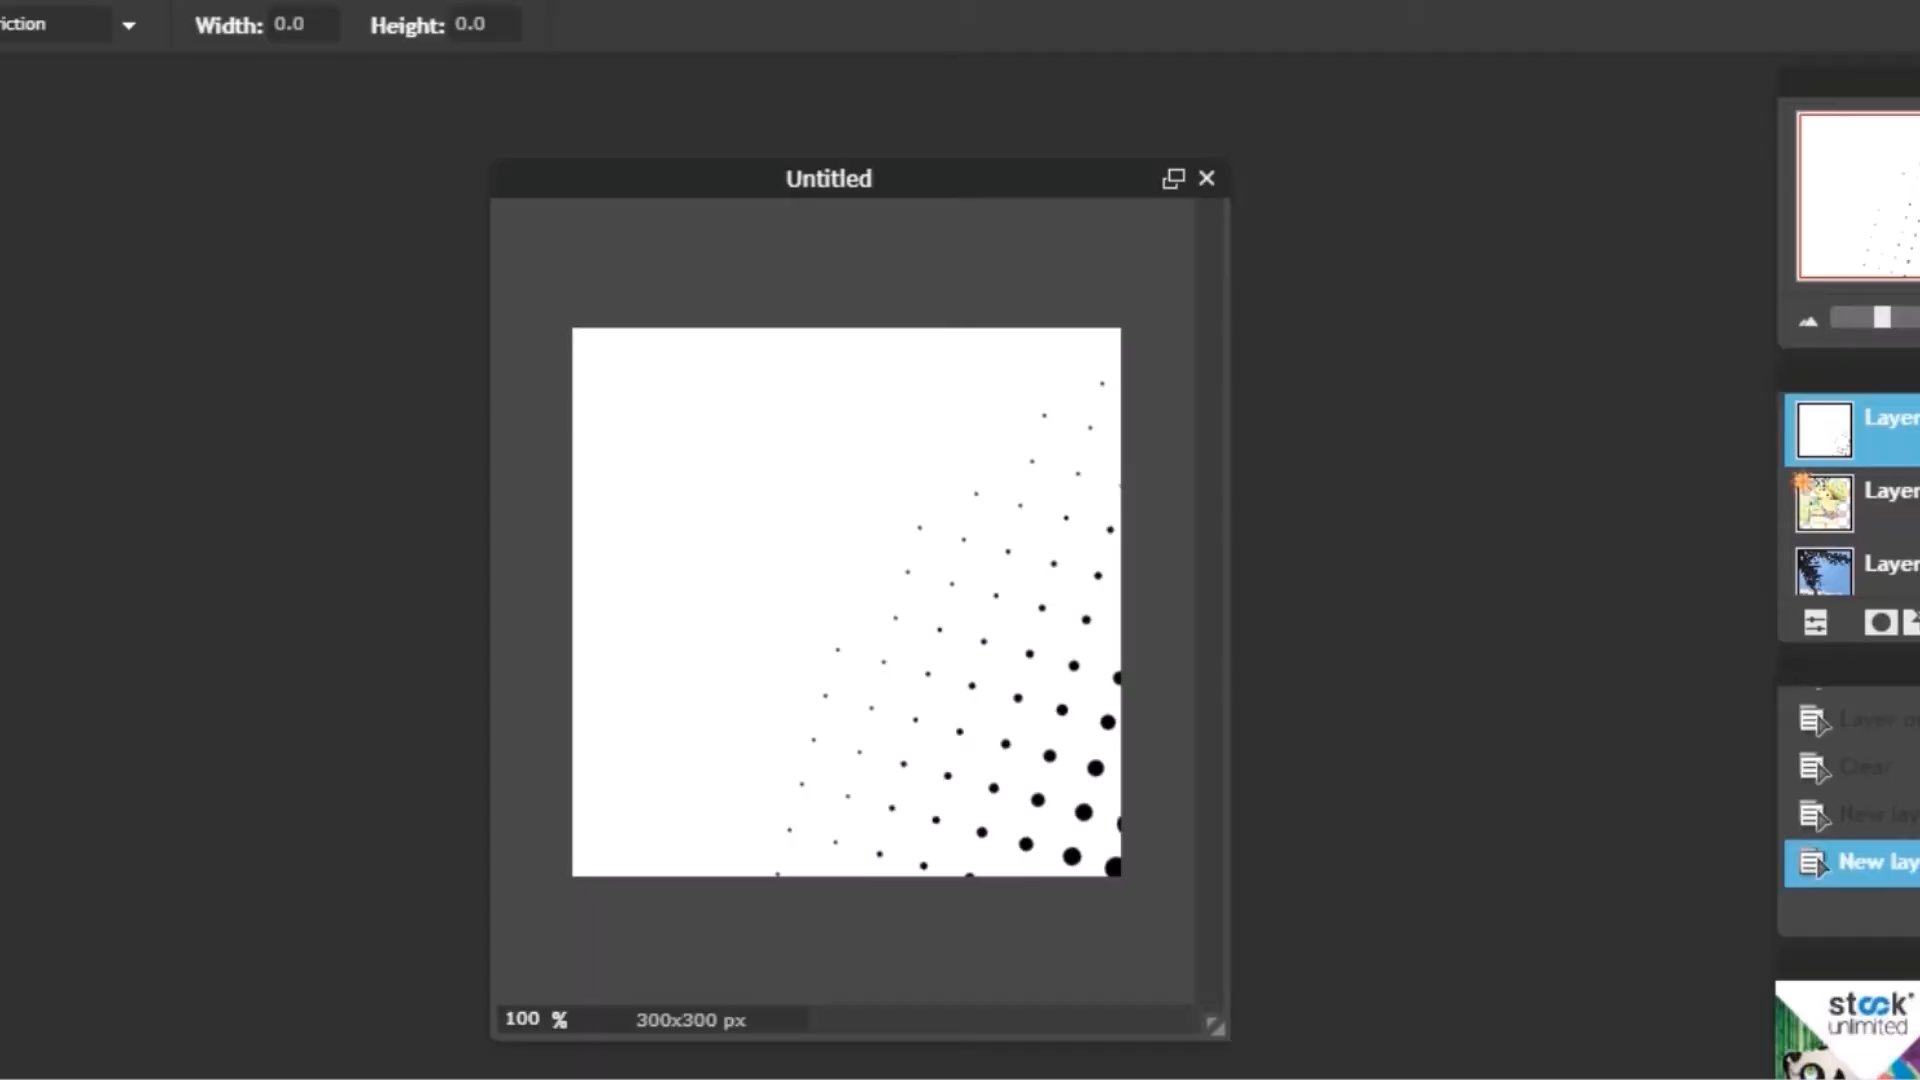 iction
Width: 0.0
Height: 0.0
Untitled
Layer
Layer
Layer
Layer o
Clear
New lay
New lay
100 %
300x300 px
stock
unlimited